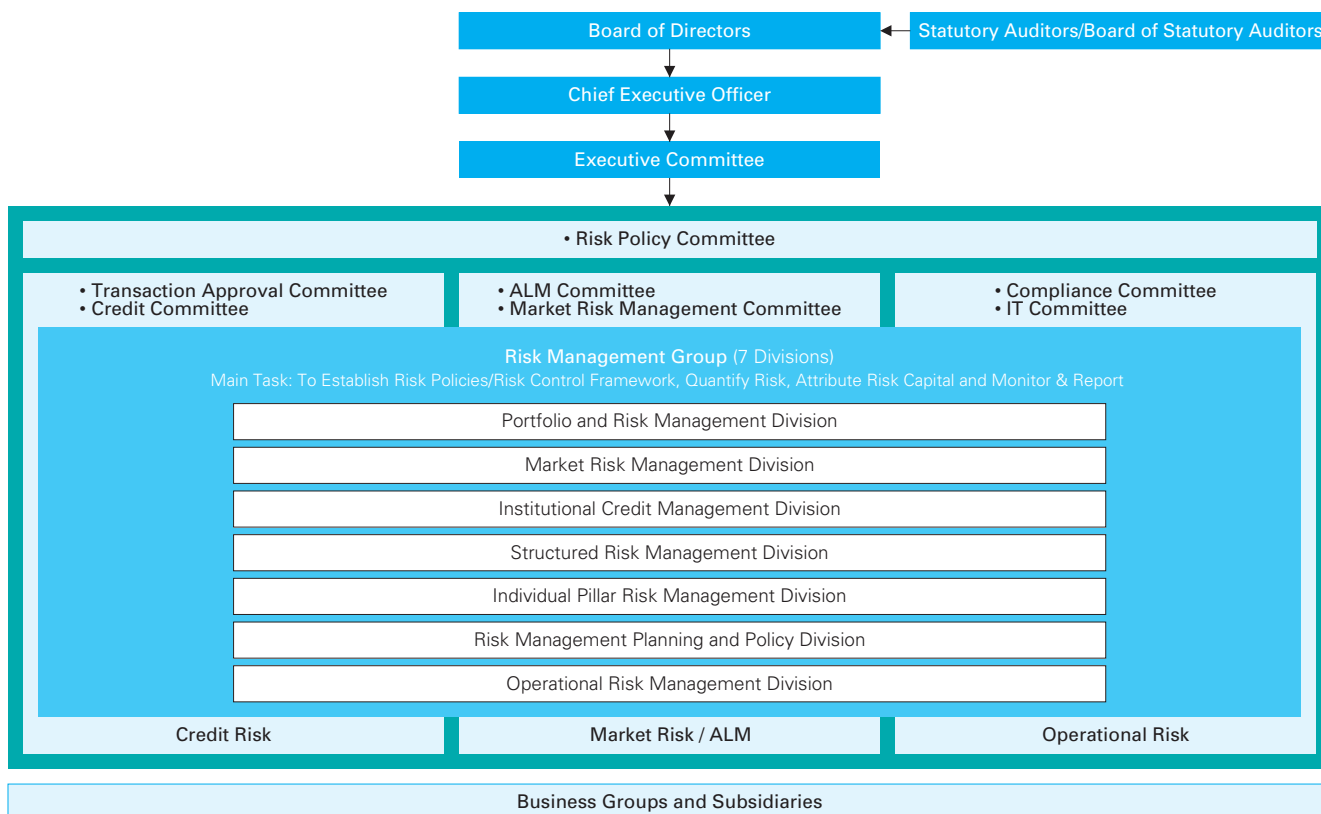 Board of Directors
Statutory Auditors/Board of Statutory Auditors
Chief Executive Officer
Executive Committee
• Risk Policy Committee
• Transaction Approval Committee
• Credit Committee
• ALM Committee
• Market Risk Management Committee
• Compliance Committee
• IT Committee
Risk Management Group (7 Divisions)
Main Task: To Establish Risk Policies/Risk Control Framework, Quantify Risk, Attribute Risk Capital and Monitor & Report
Portfolio and Risk Management Division
Market Risk Management Division
Institutional Credit Management Division
Structured Risk Management Division
Individual Pillar Risk Management Division
Risk Management Planning and Policy Division
Operational Risk Management Division
Credit Risk
Market Risk / ALM
Operational Risk
Business Groups and Subsidiaries